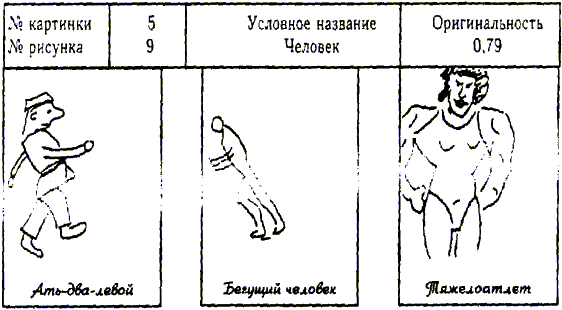 № картинки 5 Условное название Оригинальность
№ рисунка 9 Человек 0,79
Ать-два-левой Бегущий человек Тяжелоатлет